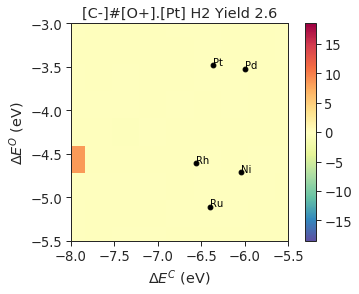 [C-]#[O+].[Pt] H2 Yield 2.6
−3.0
−3.5
−4.0
−4.5
−5.0
−5.5
ΔE^O (eV)
Pt
Pd
Rh
Ni
Ru
−8.0 −7.5 −7.0 −6.5 −6.0 −5.5
ΔE^C (eV)
15
10
5
0
−5
−10
−15